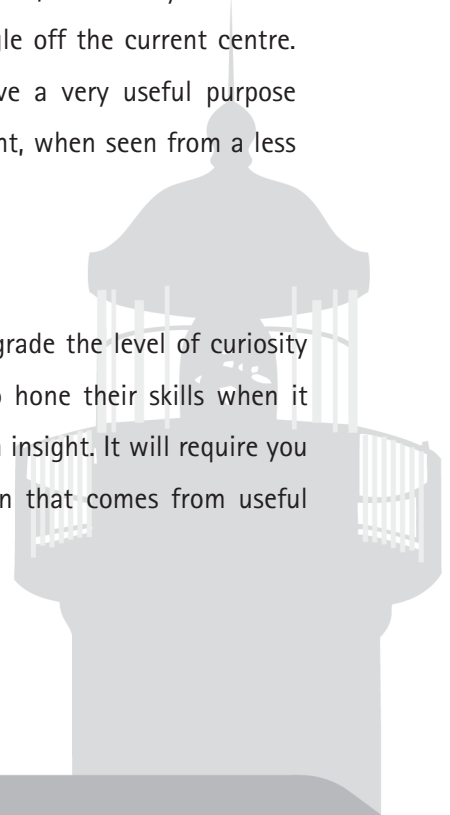 gle off the current centre.
ve a very useful purpose
nt, when seen from a less
grade the level of curiosity
hone their skills when it
insight. It will require you
n that comes from useful